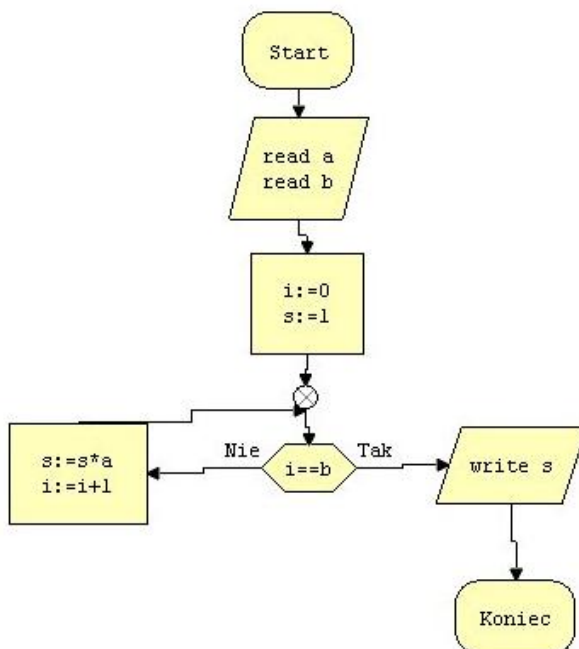 Start
read a
read b
i:=0
s:=1
s:=s*a
i:=i+1
Nie
i==b
Tak
write s
Koniec